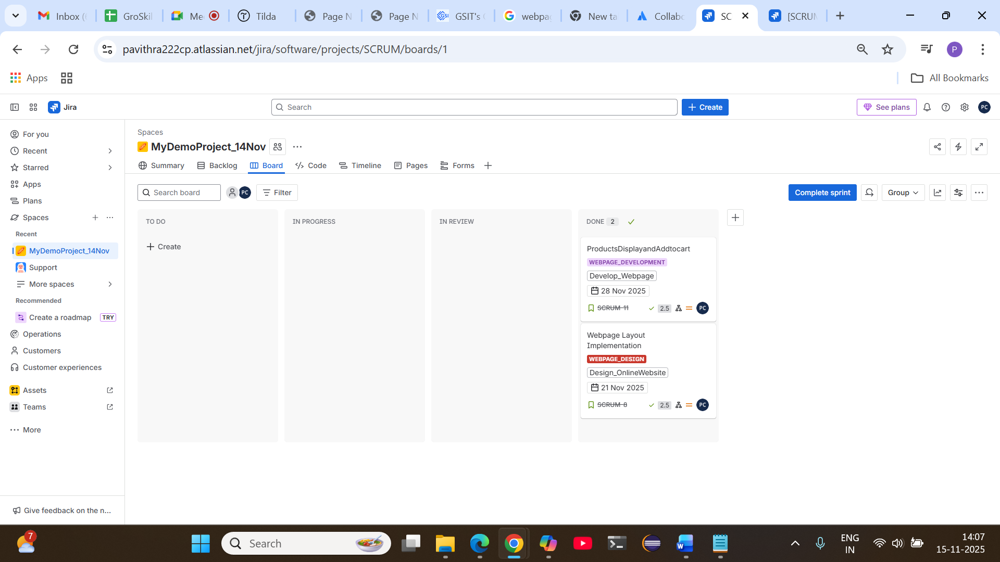 Inbox (6
GroSkil
Me
Tilda
Page N
Page N
GSIT's
webpag
New ta
Collabo
SC
[SCRUM
pavithra222cp.atlassian.net/jira/software/projects/SCRUM/boards/1
P
Apps
All Bookmarks
Jira
Search
Create
See plans
PC
For you
Recent
Starred
Apps
Plans
Spaces
Recent
MyDemoProject_14Nov
Support
More spaces
Recommended
Create a roadmap TRY
Operations
Customers
Customer experiences
Assets
Teams
More
Give feedback on the n...
Spaces
MyDemoProject_14Nov
Summary
Backlog
Board
Code
Timeline
Pages
Forms
Search board
PC
Filter
Complete sprint
Group
TO DO
Create
IN PROGRESS
IN REVIEW
DONE 2
ProductsDisplayandAddtocart
WEBPAGE_DEVELOPMENT
Develop_Webpage
28 Nov 2025
SCRUM-11 2.5 PC
Webpage Layout
Implementation
WEBPAGE_DESIGN
Design_OnlineWebsite
21 Nov 2025
SCRUM-8 2.5 PC
7
Search
ENG
IN
14:07
15-11-2025